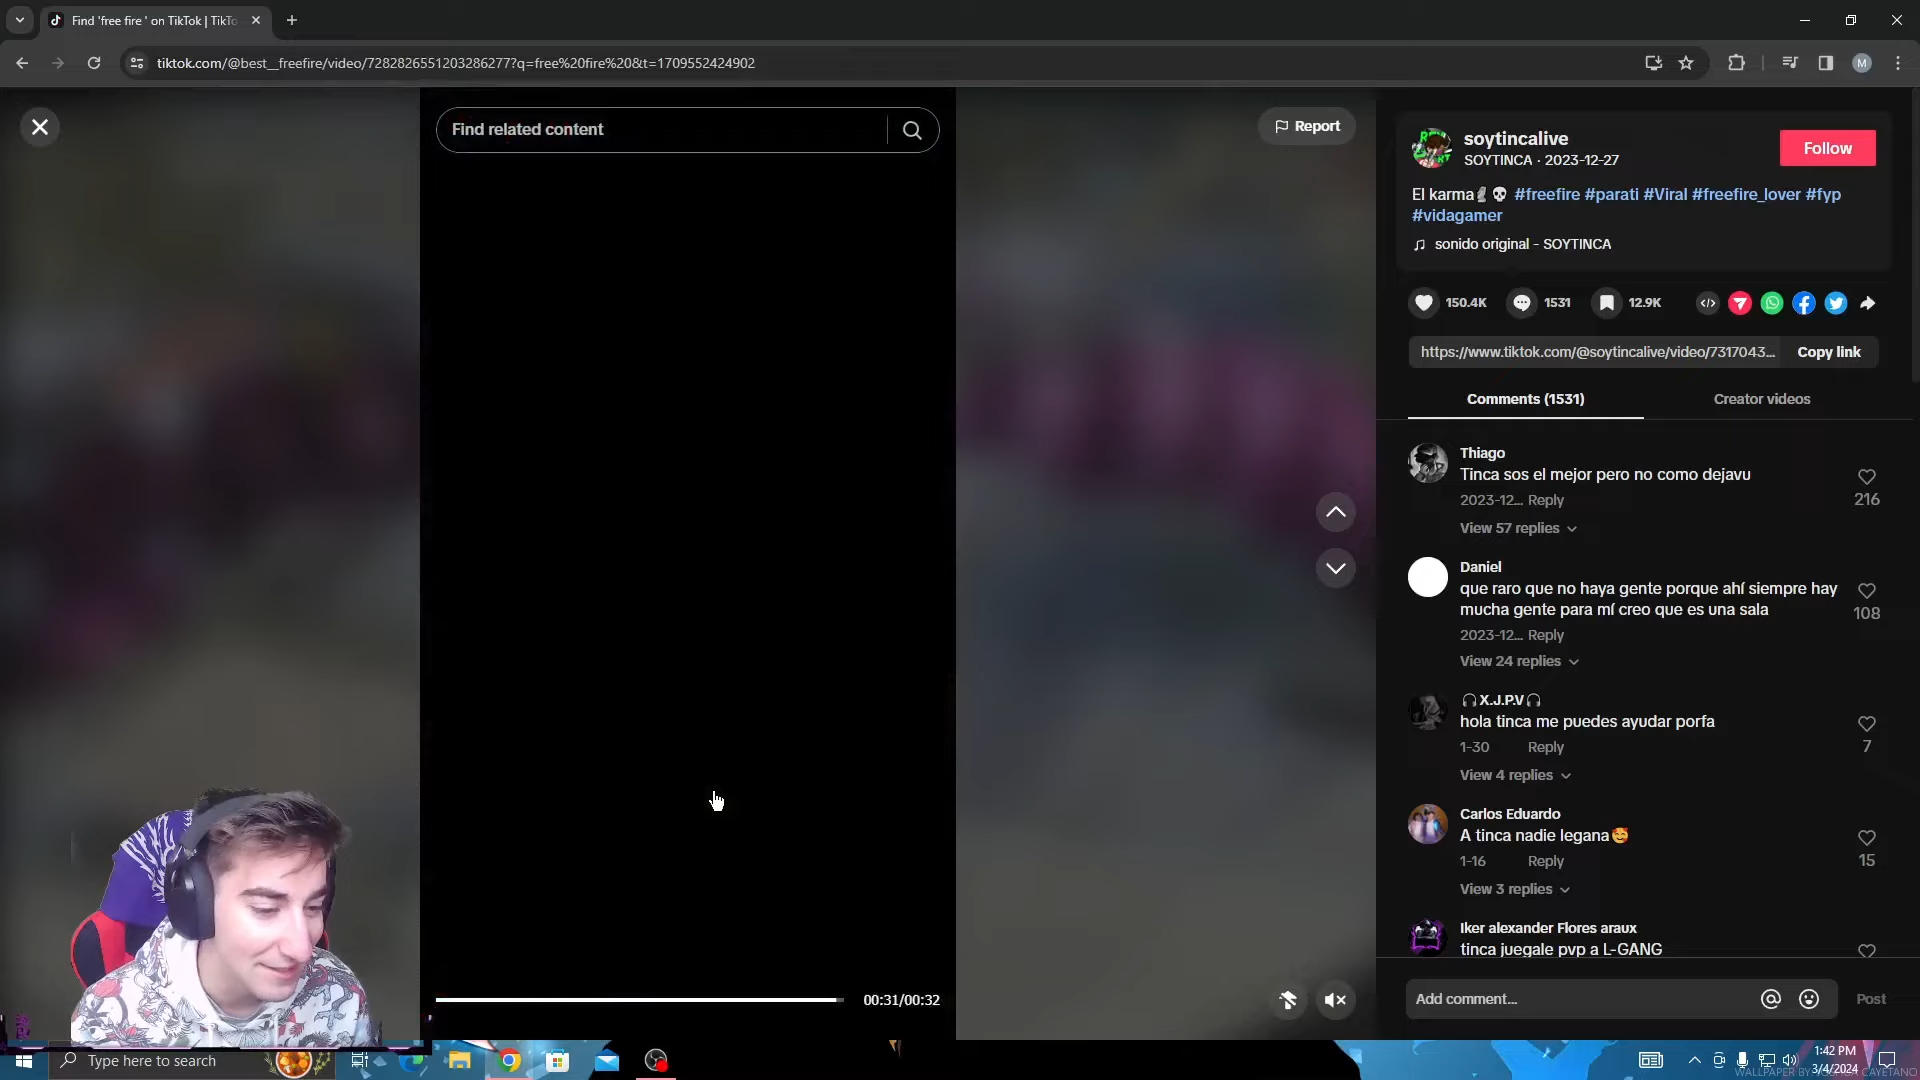 Find 'free fire ' on TikTok | TikTo
tiktok.com/@best__freefire/video/7282826551203286277?q=free%20fire%20&t=1709552424902
M
Find related content
Report
soytincalive
SOYTINCA · 2023-12-27
Follow
El karma🗿💀 #freefire #parati #Viral #freefire_lover #fyp
#vidagamer
sonido original - SOYTINCA
150.4K
1531
12.9K
https://www.tiktok.com/@soytincalive/video/7317043...
Copy link
Comments (1531)
Creator videos
Thiago
Tinca sos el mejor pero no como dejavu
2023-12... Reply
216
View 57 replies
Daniel
que raro que no haya gente porque ahí siempre hay
mucha gente para mí creo que es una sala
108
2023-12... Reply
View 24 replies
🎧X.J.P.V🎧
hola tinca me puedes ayudar porfa
1-30 Reply
7
View 4 replies
Carlos Eduardo
A tinca nadie legana🥰
1-16 Reply
15
View 3 replies
Iker alexander Flores araux
tinca juegale pvp a L-GANG
00:31/00:32
Add comment...
Post
Type here to search
1:42 PM
3/4/2024